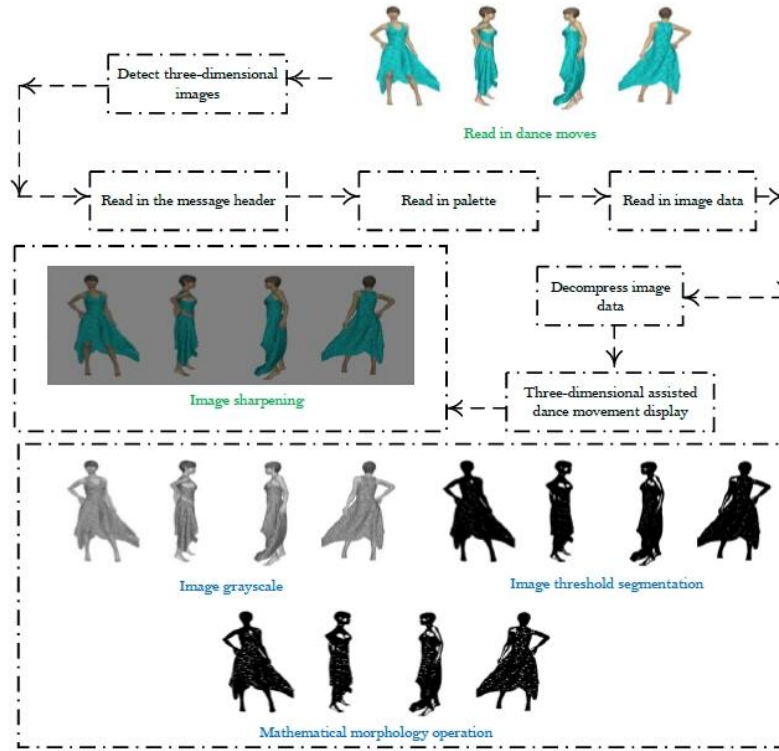 Detect three-dimensional
images
Read in dance moves
Read in the message header
Read in palette
Read in image data
Decompress image
data
Image sharpening
Three-dimensional assisted
dance movement display
Image grayscale
Image threshold segmentation
Mathematical morphology operation